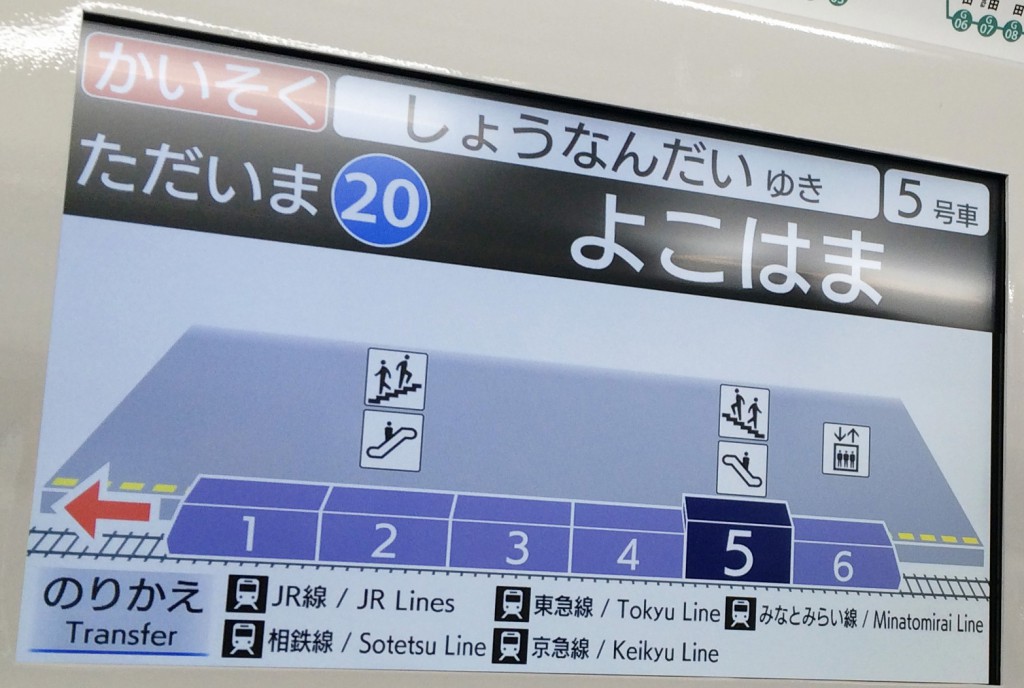 G 06 G 07 G 08
かいそく しょうなんだい ゆき 5 号車
ただいま 20 よこはま
1 2 3 4 5 6
のりかえ
Transfer
JR線 / JR Lines 東急線 / Tokyu Line みなとみらい線 / Minatomirai Line
相鉄線 / Sotetsu Line 京急線 / Keikyu Line